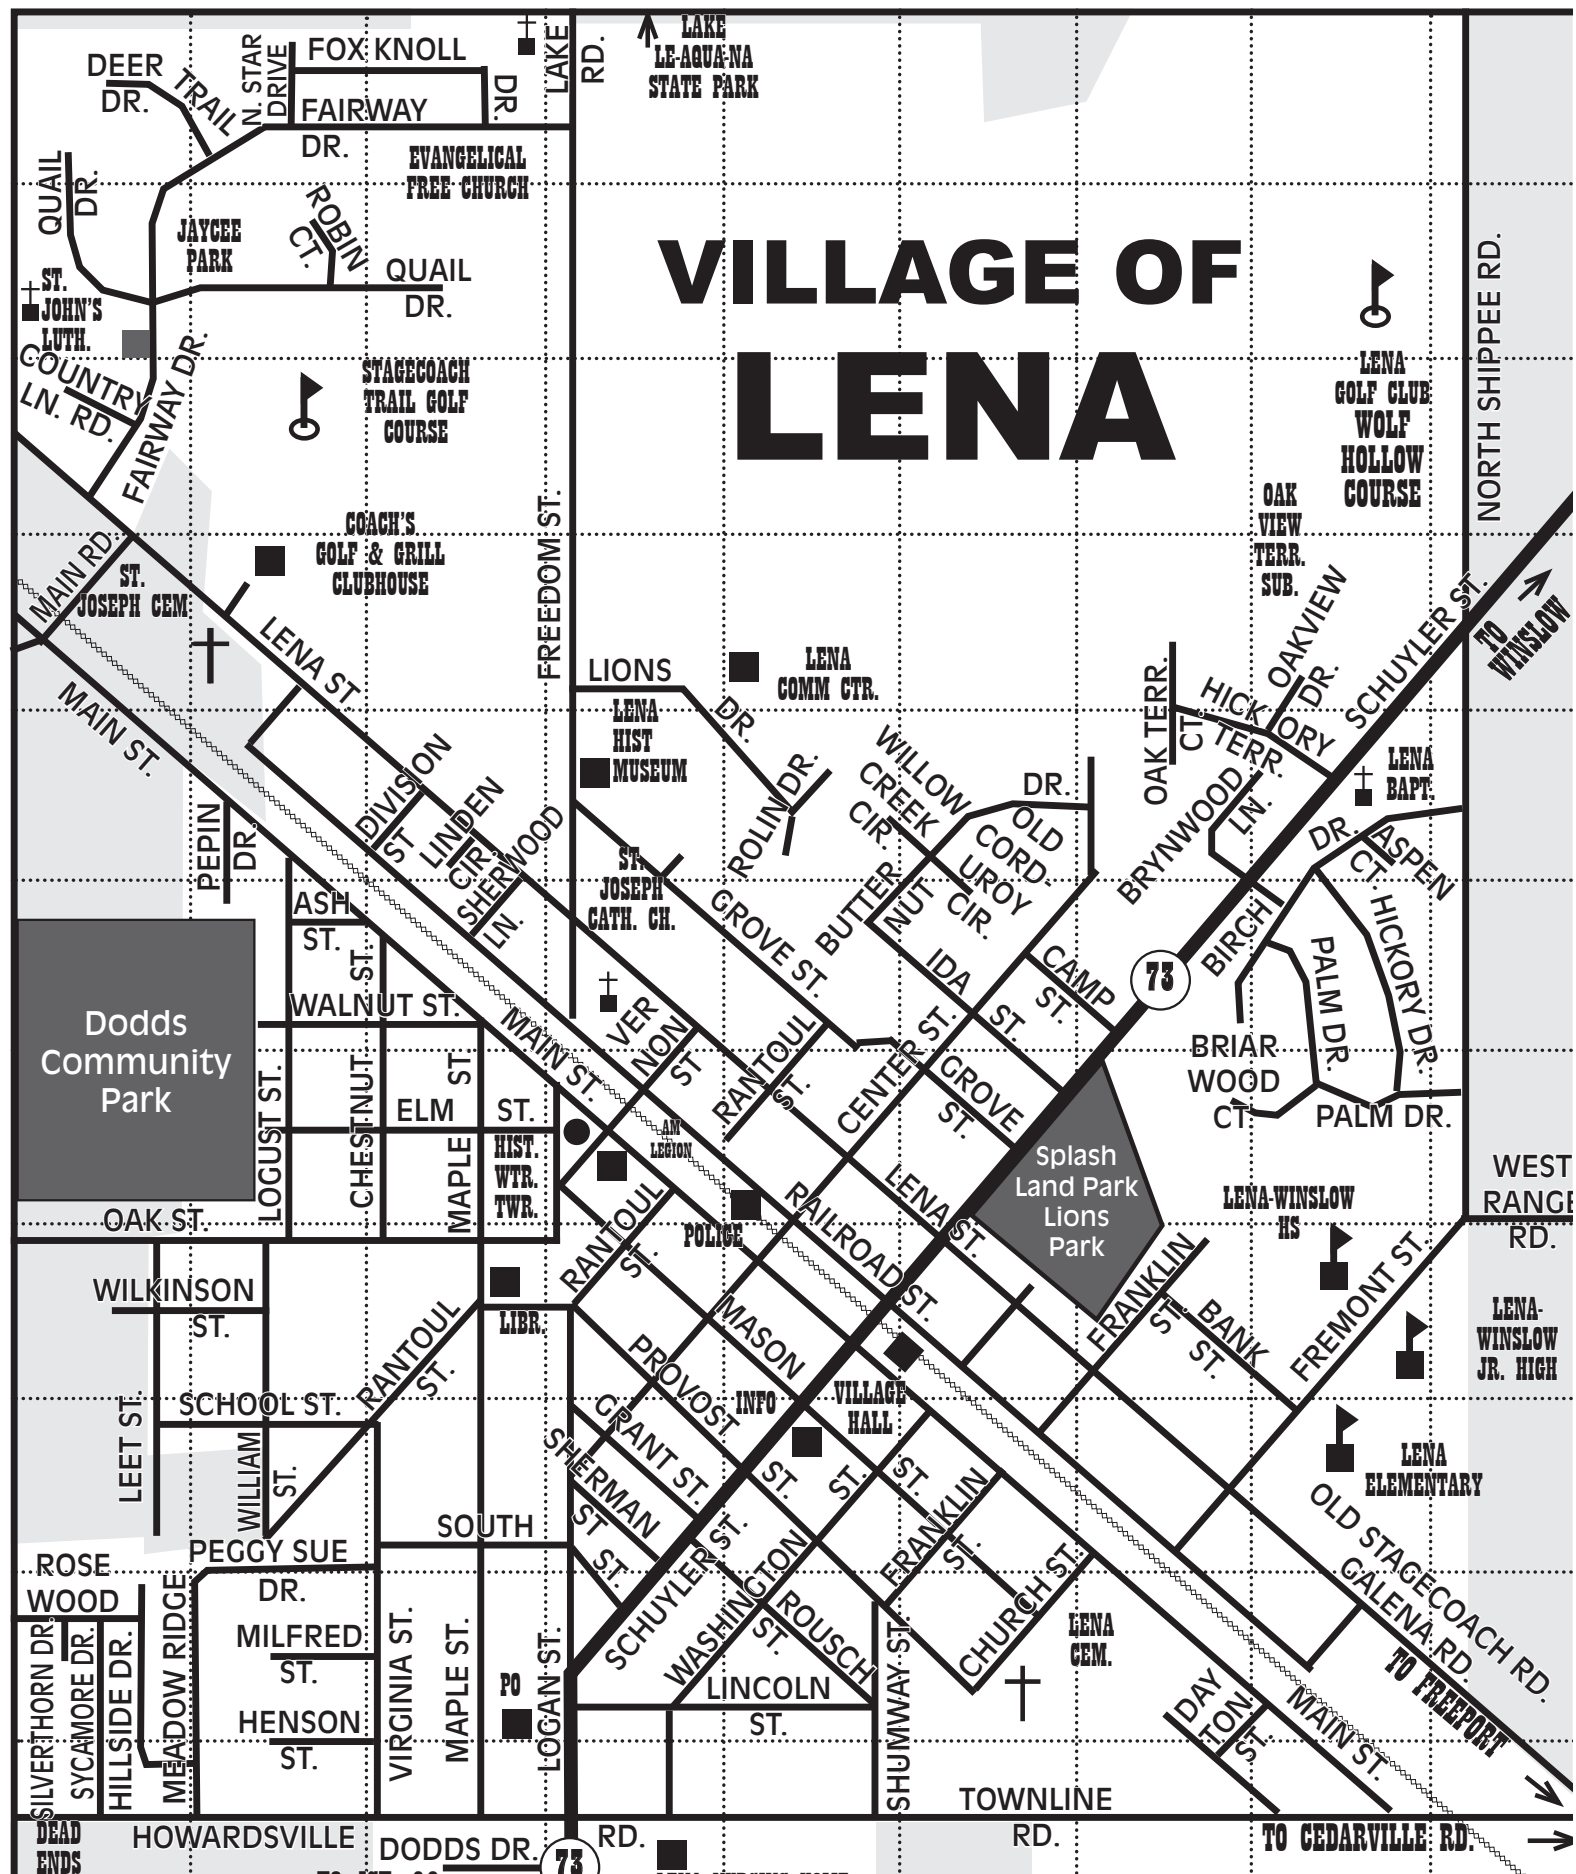 LAKE
LE-AQUA-NA
STATE PARK
LAKE
RD.
N. STAR
DRIVE
FOX KNOLL
DR.
DEER
DR.
TRAIL
FAIRWAY
DR.
EVANGELICAL
FREE CHURCH
QUAIL
DR.
ROBIN
CT.
JAYCEE
PARK
QUAIL
DR.
ST.
JOHN'S
LUTH.
COUNTRY
LN. RD.
FAIRWAY DR.
STAGECOACH
TRAIL GOLF
COURSE
VILLAGE OF
LENA
NORTH SHIPPEE RD.
LENA
GOLF CLUB
WOLF
HOLLOW
COURSE
OAK
VIEW
TERR.
SUB.
COACH'S
GOLF & GRILL
CLUBHOUSE
FREEDOM ST.
MAIN RD.
ST.
JOSEPH CEM
LENA ST.
MAIN ST.
LIONS
DR.
LENA
COMM CTR.
LENA
HIST
MUSEUM
OAKVIEW
DR.
HICK
ORY
TERR.
OAK TERR.
CT.
SCHUYLER ST.
TO
WINSLOW
LENA
BAPT.
DIVISION
ST
LINDEN
CIR.
SHERWOOD
LN.
ROLIN DR.
WILLOW
CREEK
CIR.
DR.
OLD
CORD-
UROY
CIR.
BUTTER
NUT
BRYNWOOD
LN.
DR.
ASPEN
CT.
PEPIN
DR.
ST.
JOSEPH
CATH. CH.
GROVE ST.
IDA
ST.
CAMP
ST.
73
BIRCH
HICKORY DR.
PALM DR.
BRIAR
WOOD
CT
PALM DR.
ASH
ST.
WALNUT ST.
Dodds
Community
Park
LOGUST ST.
CHESTNUT
ST.
MAPLE
ST
ELM
ST.
MAIN ST.
VER
NON
ST
RANTOUL
ST.
CENTER ST.
GROVE
ST.
AM
LEGION
HIST.
WTR.
TWR.
Splash
Land Park
Lions
Park
LENA-WINSLOW
HS
WEST
RANGE
RD.
OAK ST.
RANTOUL
ST.
POLICE
RAILROAD ST.
LENA ST.
FRANKLIN
ST.
BANK
ST.
FREMONT ST.
LENA-
WINSLOW
JR. HIGH
WILKINSON
ST.
LIBR.
RANTOUL
ST.
MASON
ST.
PROVOST
ST.
INFO
VILLAGE
HALL
SCHOOL ST.
LEET ST.
WILLIAM
ST.
GRANT ST.
SHERMAN
ST
ST.
FRANKLIN
ST.
LENA
ELEMENTARY
OLD STAGECOACH RD.
GALENA RD.
SOUTH
ST.
PEGGY SUE
DR.
ROSE
WOOD
SCHUYLER ST.
WASHINGTON
ST.
ROUSCH
ST.
CHURCH ST.
LENA
CEM.
MILFRED
ST.
HENSON
ST.
SILVERTHORN DR.
SYCAMORE DR.
HILLSIDE DR.
MEADOW RIDGE
VIRGINIA ST.
MAPLE ST.
PO
LOGAN ST.
LINCOLN
ST.
SHUMWAY ST.
DAY
TON
ST.
MAIN ST.
TO FREEPORT
DEAD
ENDS
HOWARDSVILLE
RD.
DODDS DR.
73
TOWNLINE
RD.
TO CEDARVILLE RD.